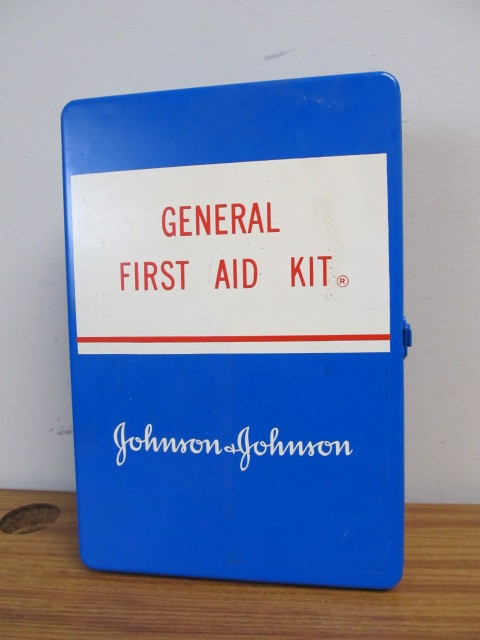 GENERAL
FIRST AID KIT®
Johnson & Johnson